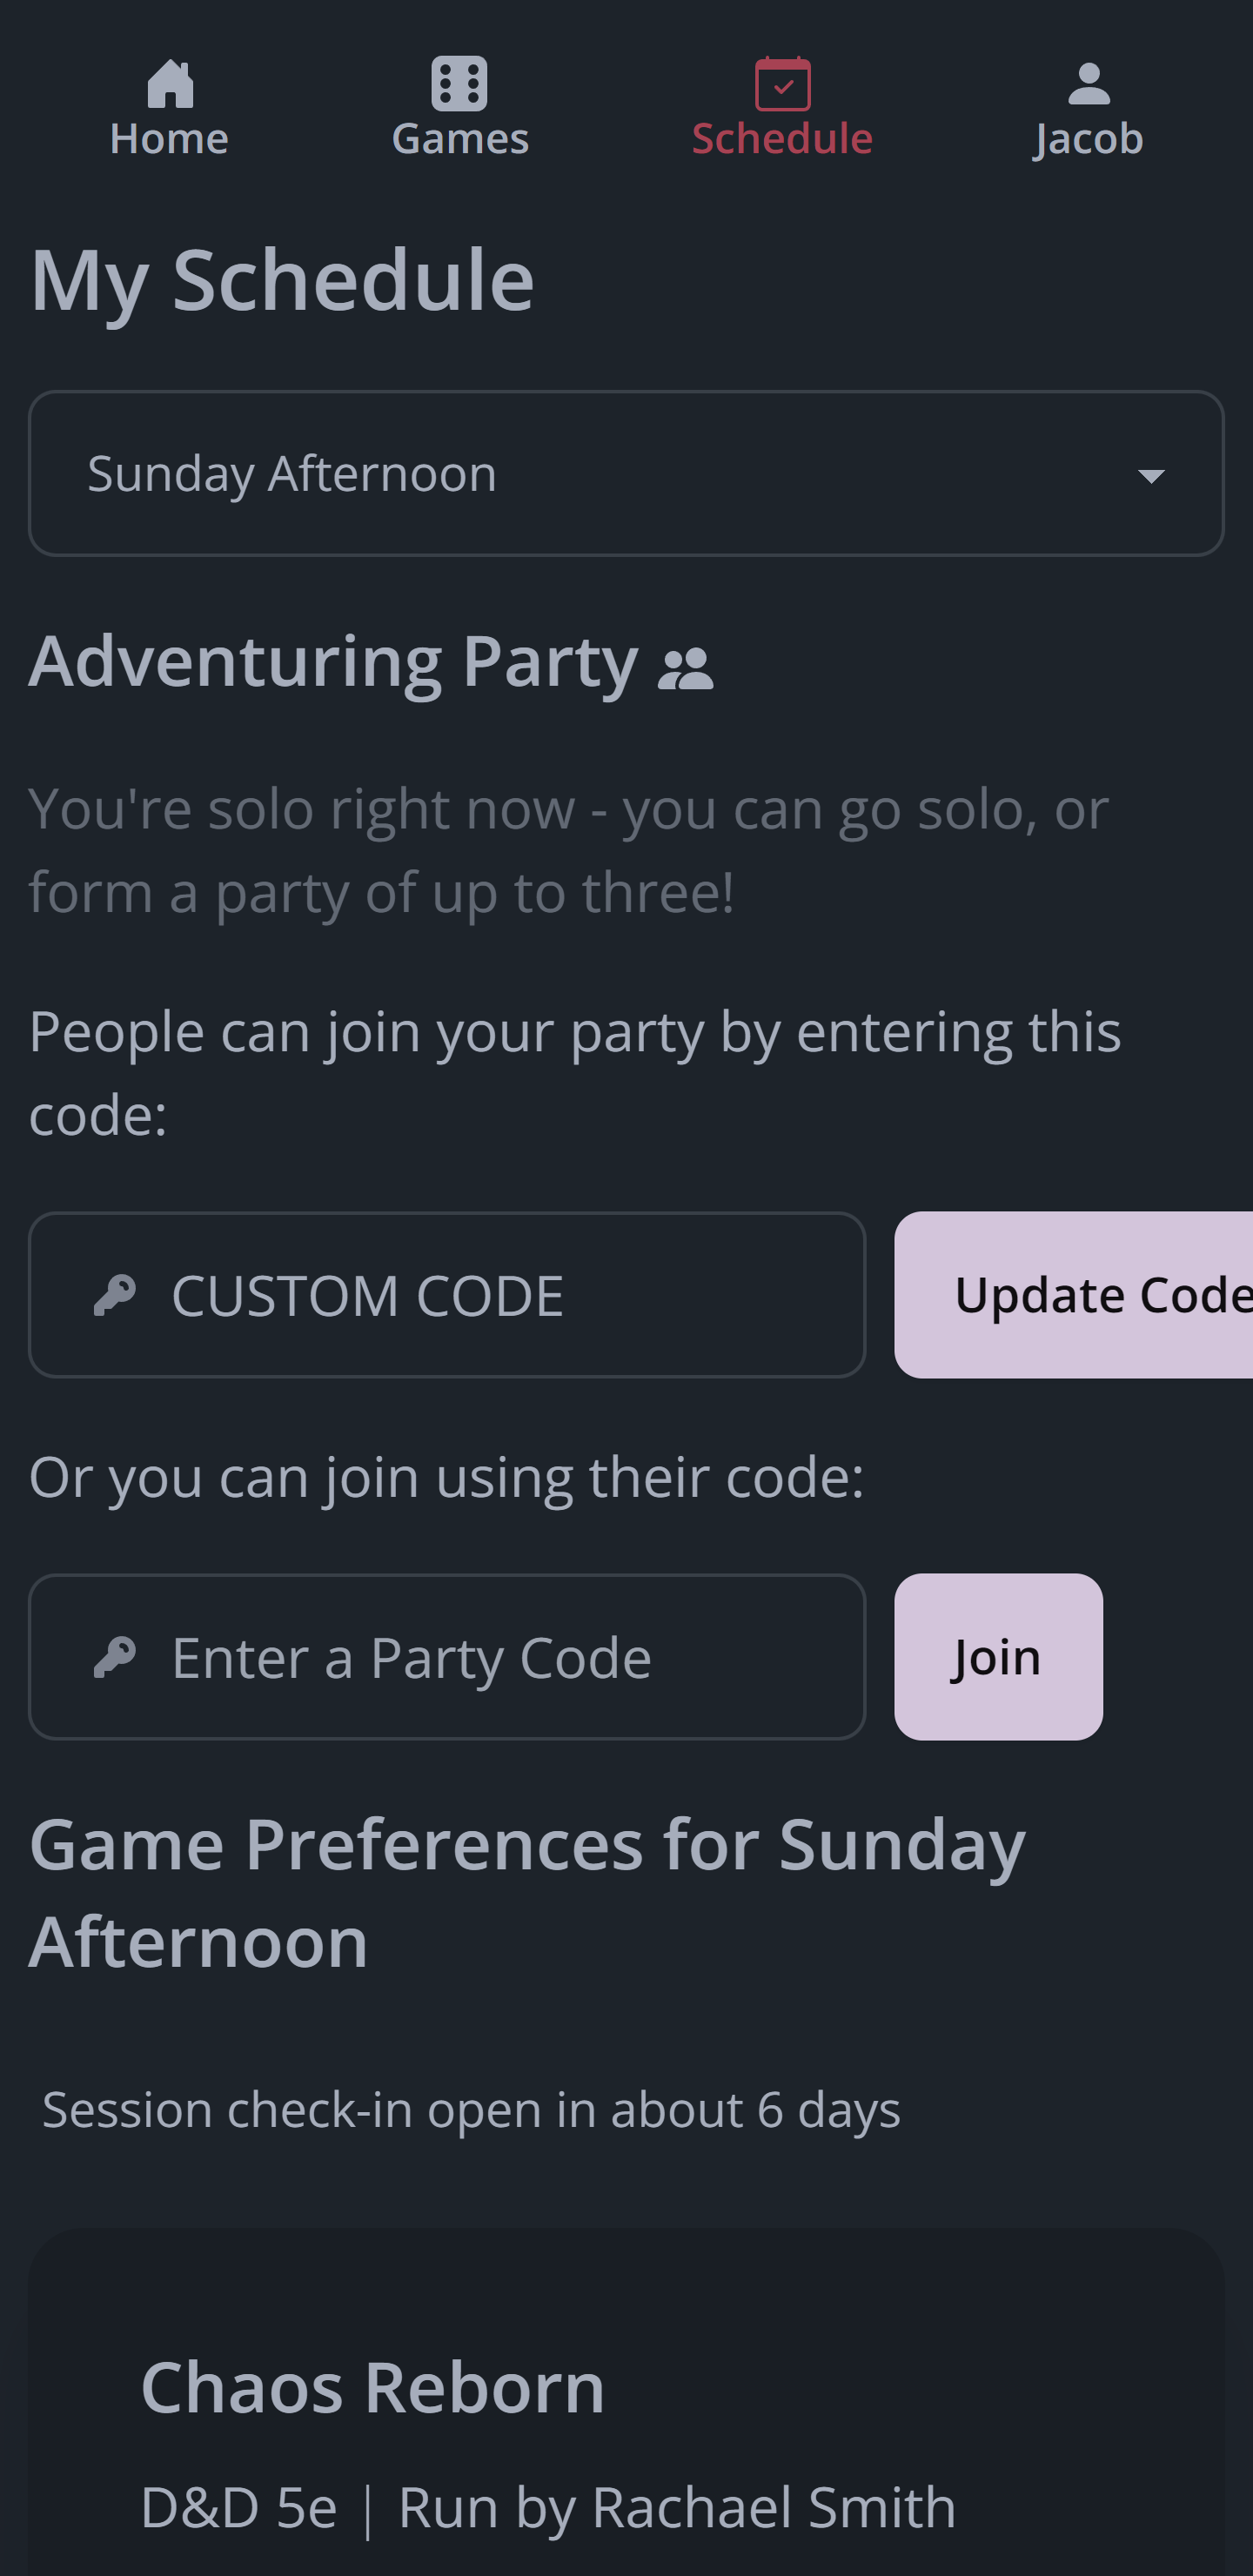 Home Games Schedule Jacob
My Schedule
Sunday Afternoon
Adventuring Party
You're solo right now - you can go solo, or
form a party of up to three!
People can join your party by entering this
code:
CUSTOM CODE Update Code
Or you can join using their code:
Enter a Party Code Join
Game Preferences for Sunday
Afternoon
Session check-in open in about 6 days
Chaos Reborn
D&D 5e | Run by Rachael Smith